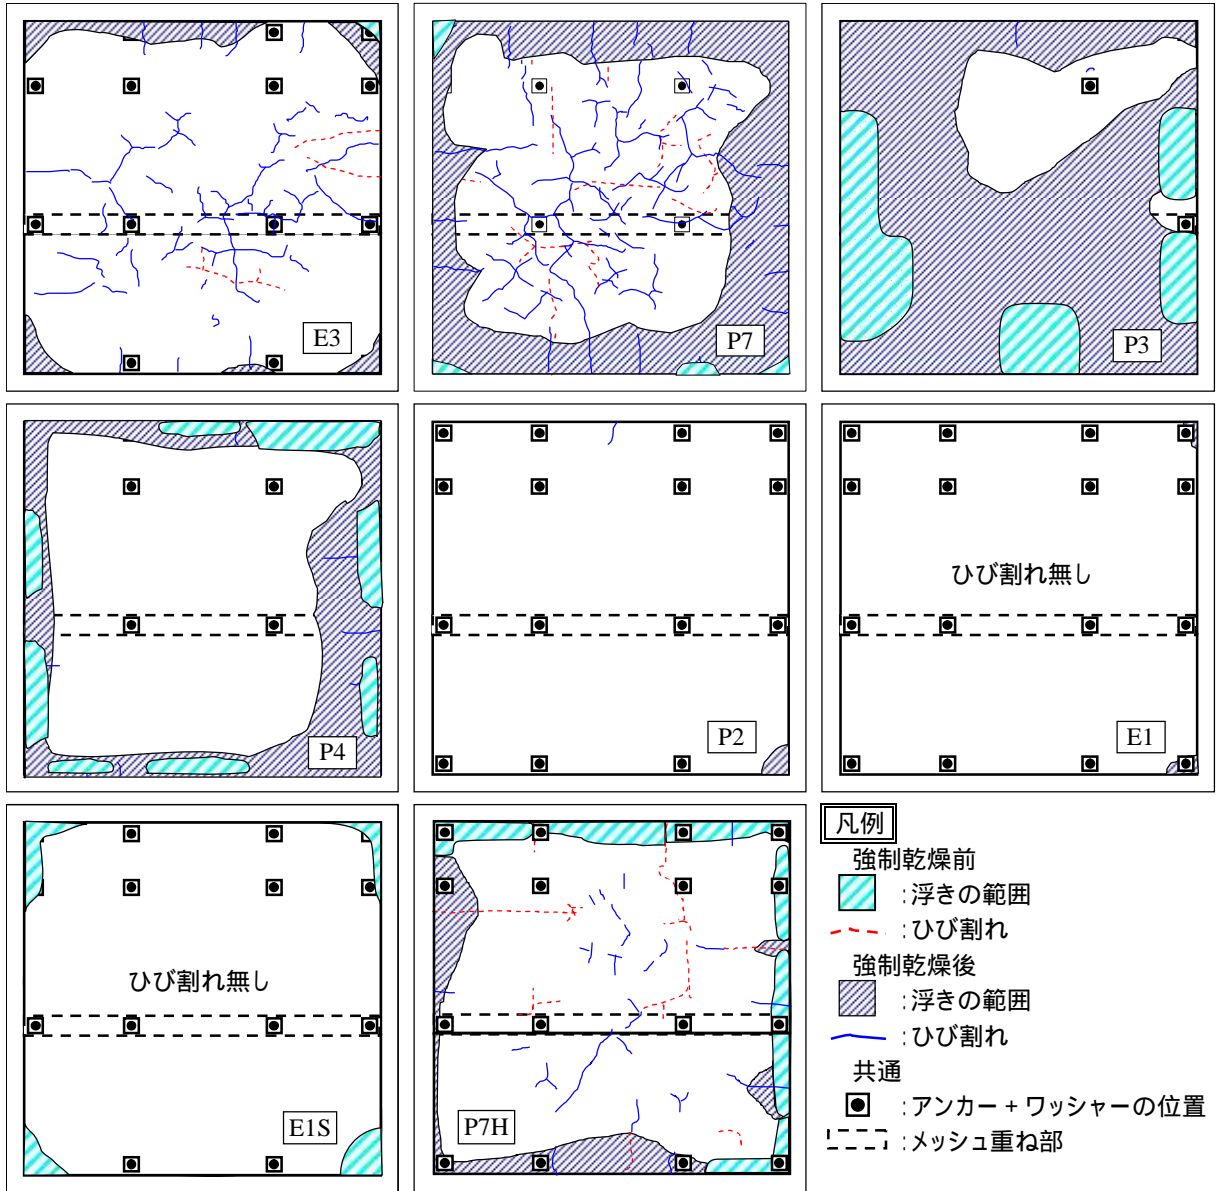 E3
P7
P3
P4
P2
ひび割れ無し
E1
ひび割れ無し
E1S
P7H
凡例
強制乾燥前
:浮きの範囲
:ひび割れ
強制乾燥後
:浮きの範囲
:ひび割れ
共通
:アンカー+ワッシャーの位置
:メッシュ重ね部